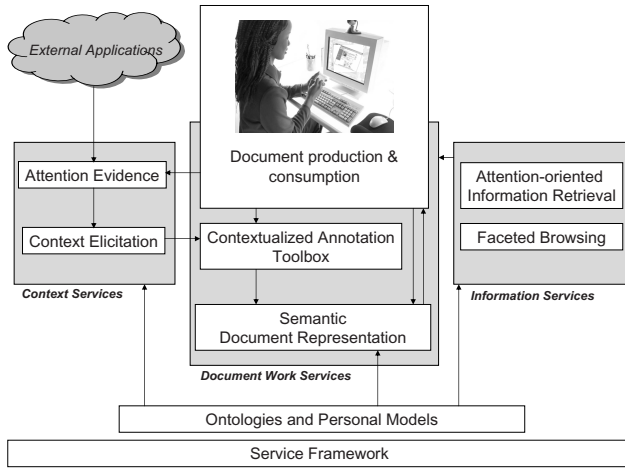 External Applications
Document production &
consumption
Attention Evidence
Context Elicitation
Context Services
Contextualized Annotation
Toolbox
Semantic
Document Representation
Document Work Services
Attention-oriented
Information Retrieval
Faceted Browsing
Information Services
Ontologies and Personal Models
Service Framework